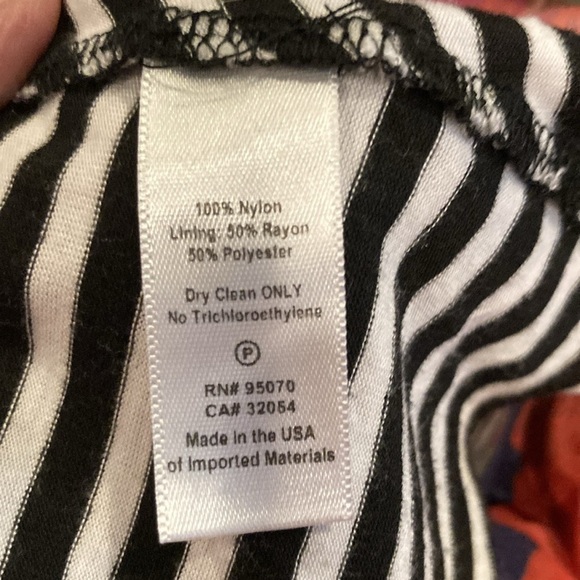 100% Nylon
Lining: 50% Rayon
50% Polyester
Dry Clean ONLY
No Trichloroethylene
P
RN# 95070
CA# 32054
Made in the USA
of Imported Materials